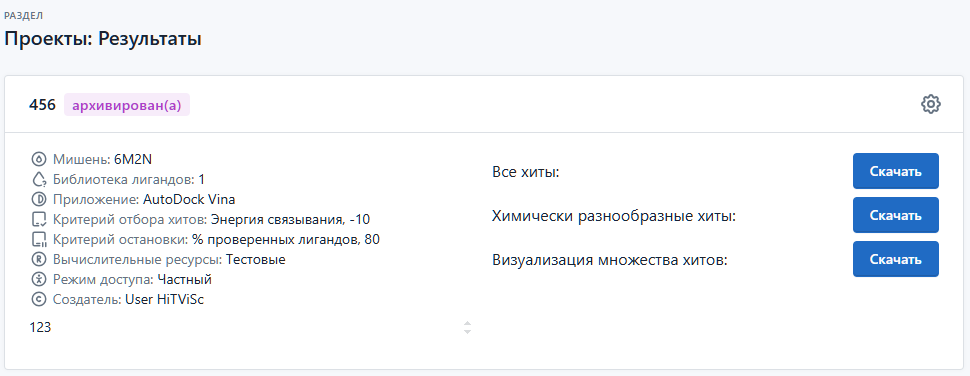 РАЗДЕЛ
Проекты: Результаты
456 архивирован(а)
Мишень: 6M2N
Библиотека лигандов: 1
Приложение: AutoDock Vina
Критерий отбора хитов: Энергия связывания, -10
Критерий остановки: % проверенных лигандов, 80
Вычислительные ресурсы: Тестовые
Режим доступа: Частный
Создатель: User HiTViSc
123
Все хиты: Скачать
Химически разнообразные хиты: Скачать
Визуализация множества хитов: Скачать